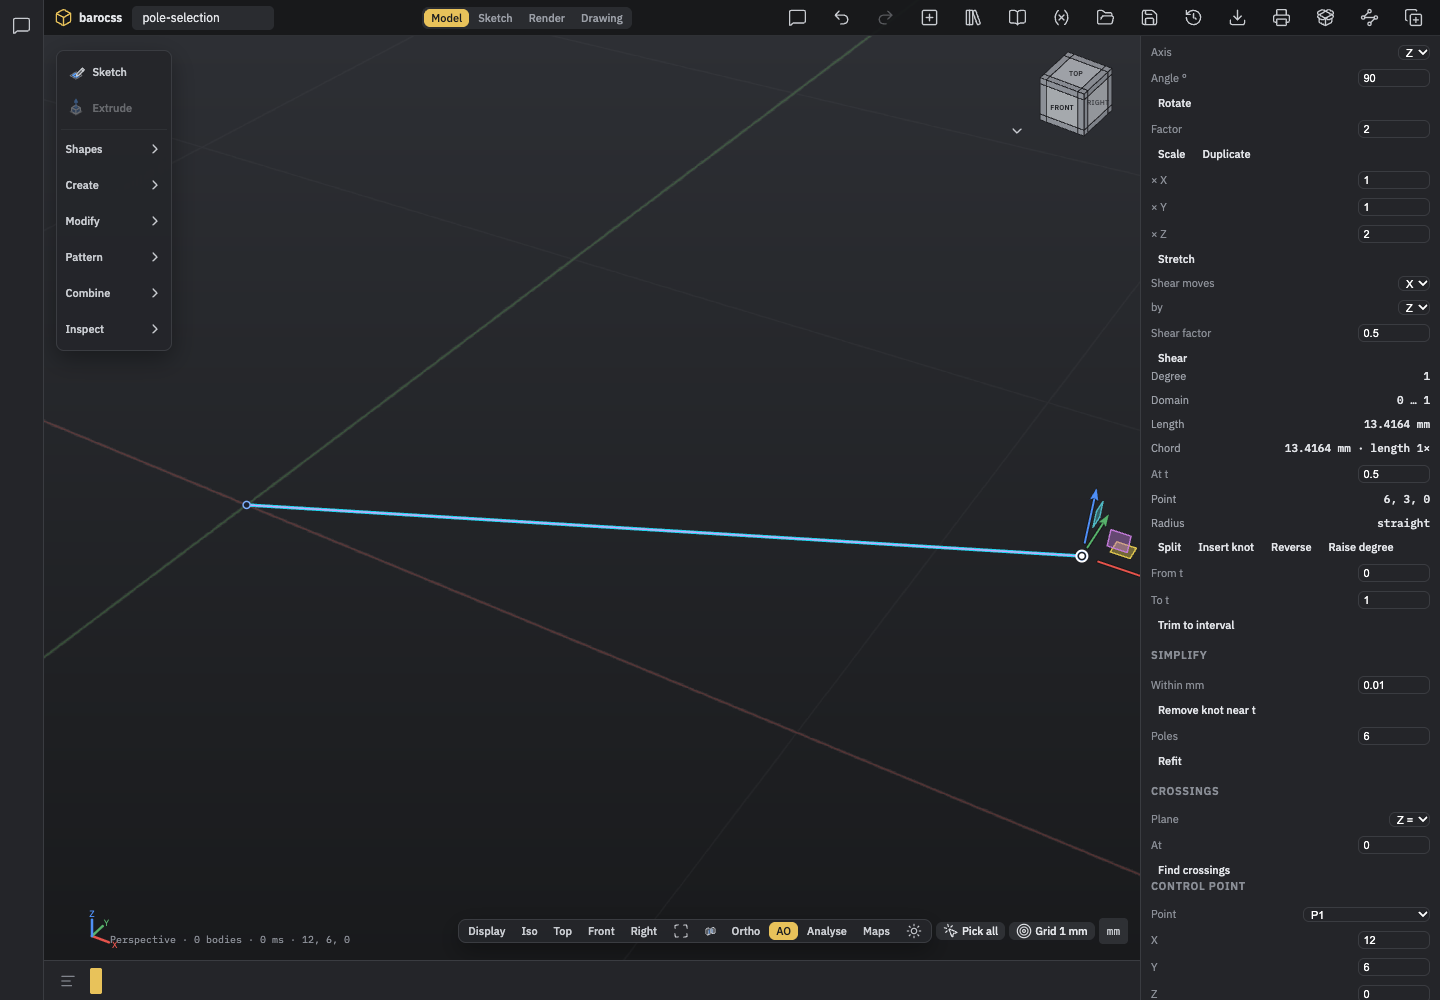 barocss
pole-selection
Model
Sketch
Render
Drawing
Sketch
Extrude
Shapes
Create
Modify
Pattern
Combine
Inspect
TOP
FRONT
RIGHT
Axis
Z
Angle °
90
Rotate
Factor
2
Scale
Duplicate
× X
1
× Y
1
× Z
2
Stretch
Shear moves
X
by
Z
Shear factor
0.5
Shear
Degree
1
Domain
0 … 1
Length
13.4164 mm
Chord
13.4164 mm · length 1×
At t
0.5
Point
6, 3, 0
Radius
straight
Split
Insert knot
Reverse
Raise degree
From t
0
To t
1
Trim to interval
SIMPLIFY
Within mm
0.01
Remove knot near t
Poles
6
Refit
CROSSINGS
Plane
Z =
At
0
Find crossings
CONTROL POINT
Point
P1
X
12
Y
6
Z
0
Z
Y
X
Perspective · 0 bodies · 0 ms · 12, 6, 0
Display
Iso
Top
Front
Right
Ortho
AO
Analyse
Maps
Pick all
Grid 1 mm
mm